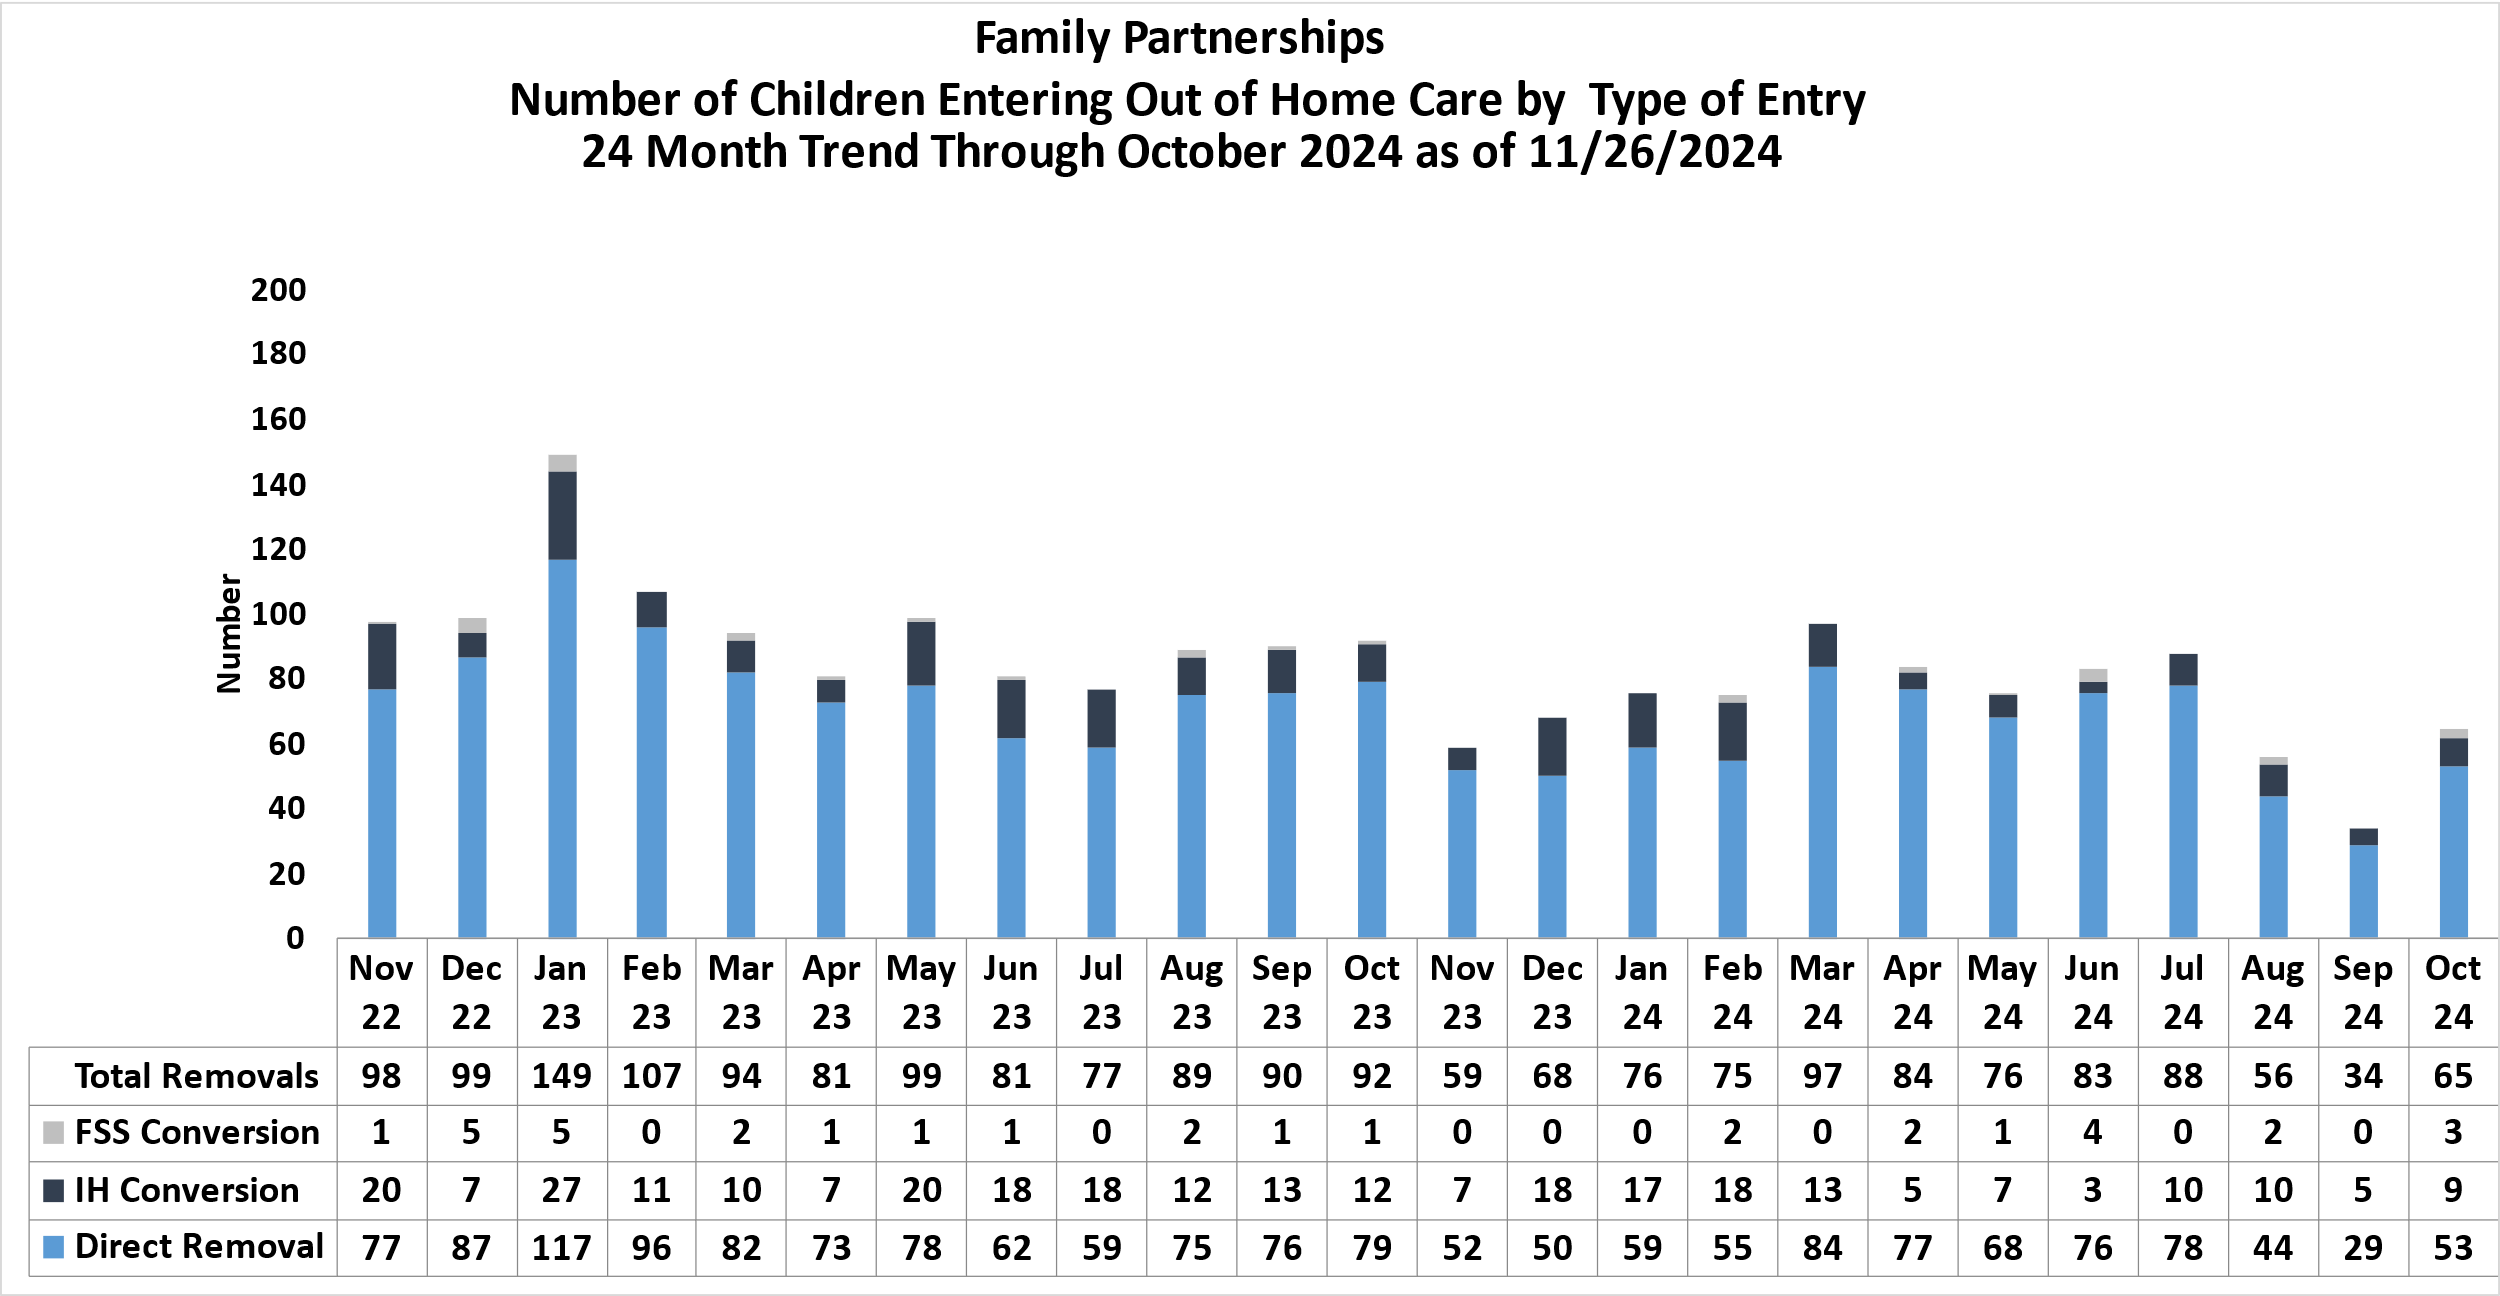 Family Partnerships
Number of Children Entering Out of Home Care by  Type of Entry
24 Month Trend Through October 2024 as of 11/26/2024
200
180
160
140
120
100
80
60
40
20
0
Number
Nov Dec Jan Feb Mar Apr May Jun Jul Aug Sep Oct Nov Dec Jan Feb Mar Apr May Jun Jul Aug Sep Oct
22 22 23 23 23 23 23 23 23 23 23 23 23 23 24 24 24 24 24 24 24 24 24 24
Total Removals 98 99 149 107 94 81 99 81 77 89 90 92 59 68 76 75 97 84 76 83 88 56 34 65
FSS Conversion 1 5 5 0 2 1 1 1 0 2 1 1 0 0 0 2 0 2 1 4 0 2 0 3
IH Conversion 20 7 27 11 10 7 20 18 18 12 13 12 7 18 17 18 13 5 7 3 10 10 5 9
Direct Removal 77 87 117 96 82 73 78 62 59 75 76 79 52 50 59 55 84 77 68 76 78 44 29 53